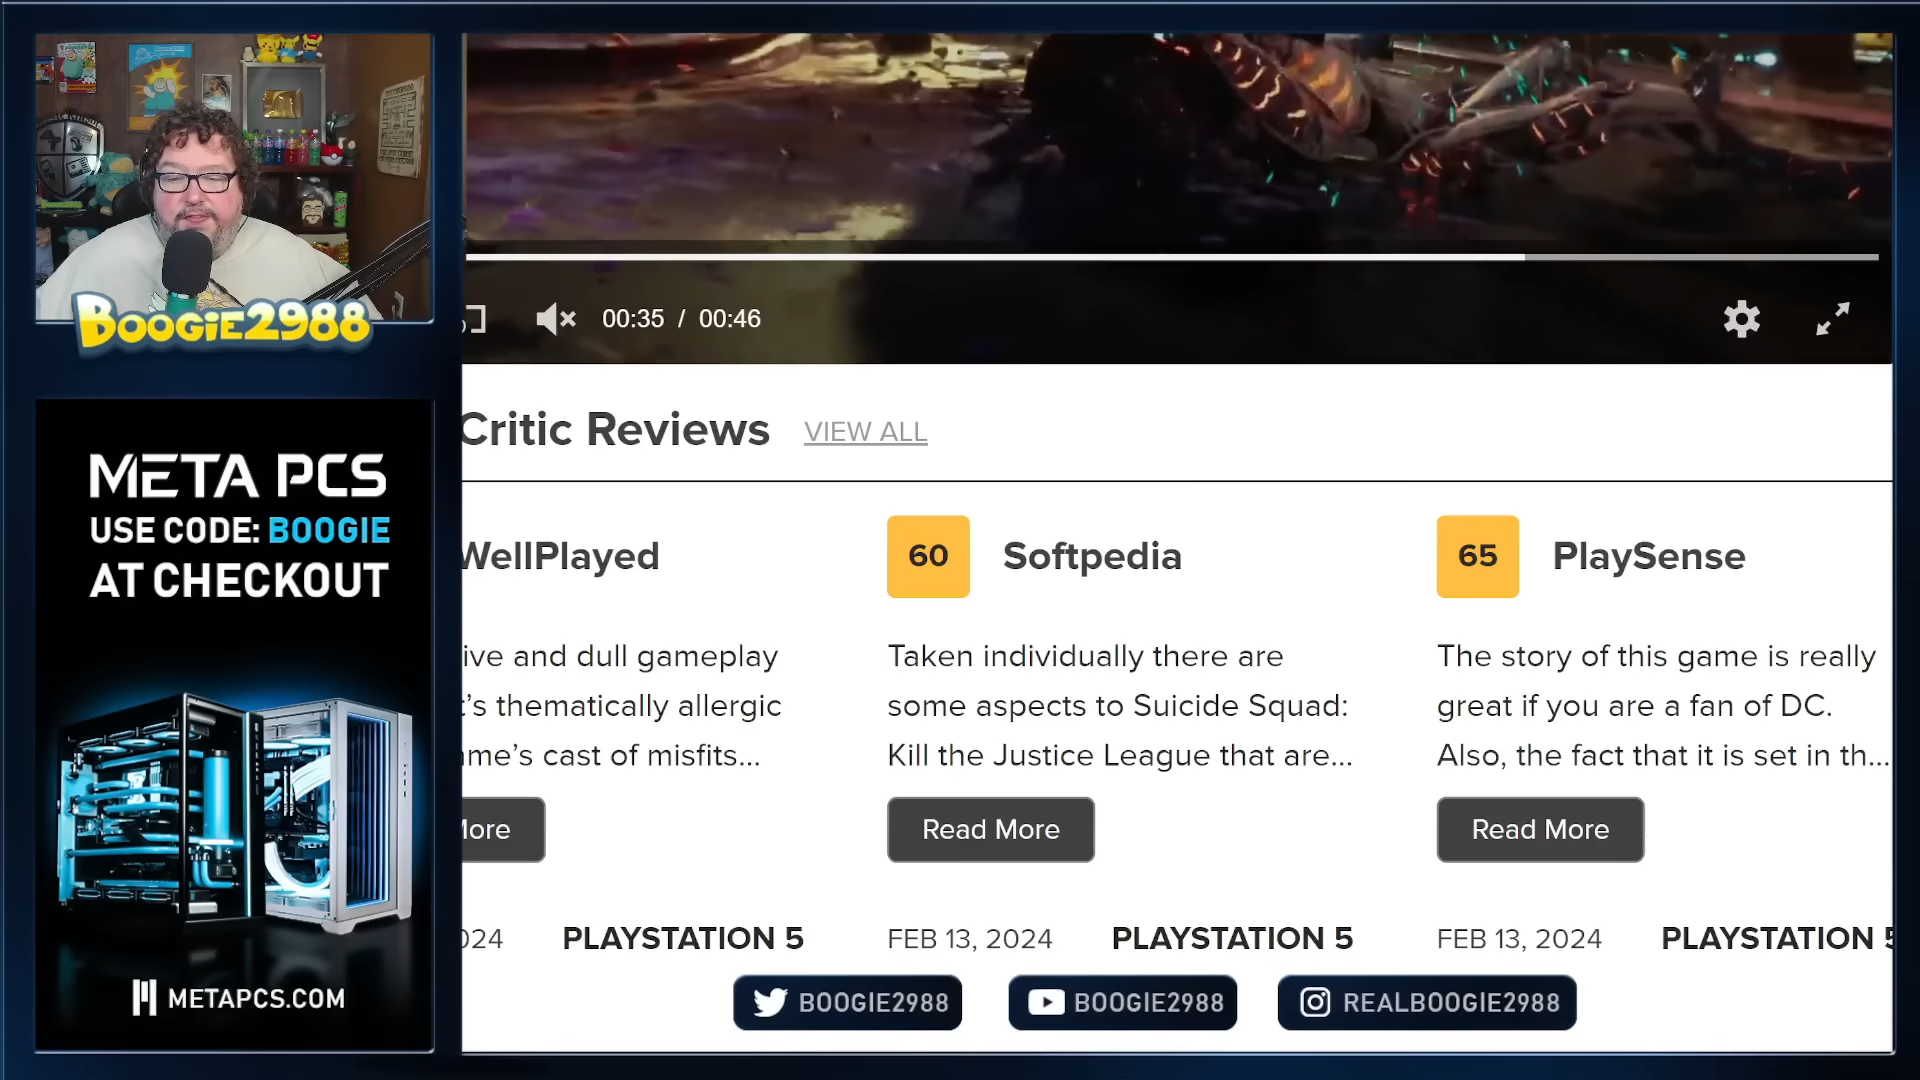 BOOGIE2988
META PCS
USE CODE: BOOGIE
AT CHECKOUT
METAPCS.COM
00:35 / 00:46
Critic Reviews VIEW ALL
WellPlayed
ive and dull gameplay
t's thematically allergic
ame's cast of misfits...
More
024 PLAYSTATION 5
60 Softpedia
Taken individually there are
some aspects to Suicide Squad:
Kill the Justice League that are...
Read More
FEB 13, 2024 PLAYSTATION 5
65 PlaySense
The story of this game is really
great if you are a fan of DC.
Also, the fact that it is set in th...
Read More
FEB 13, 2024 PLAYSTATION 5
BOOGIE2988 BOOGIE2988 REALBOOGIE2988